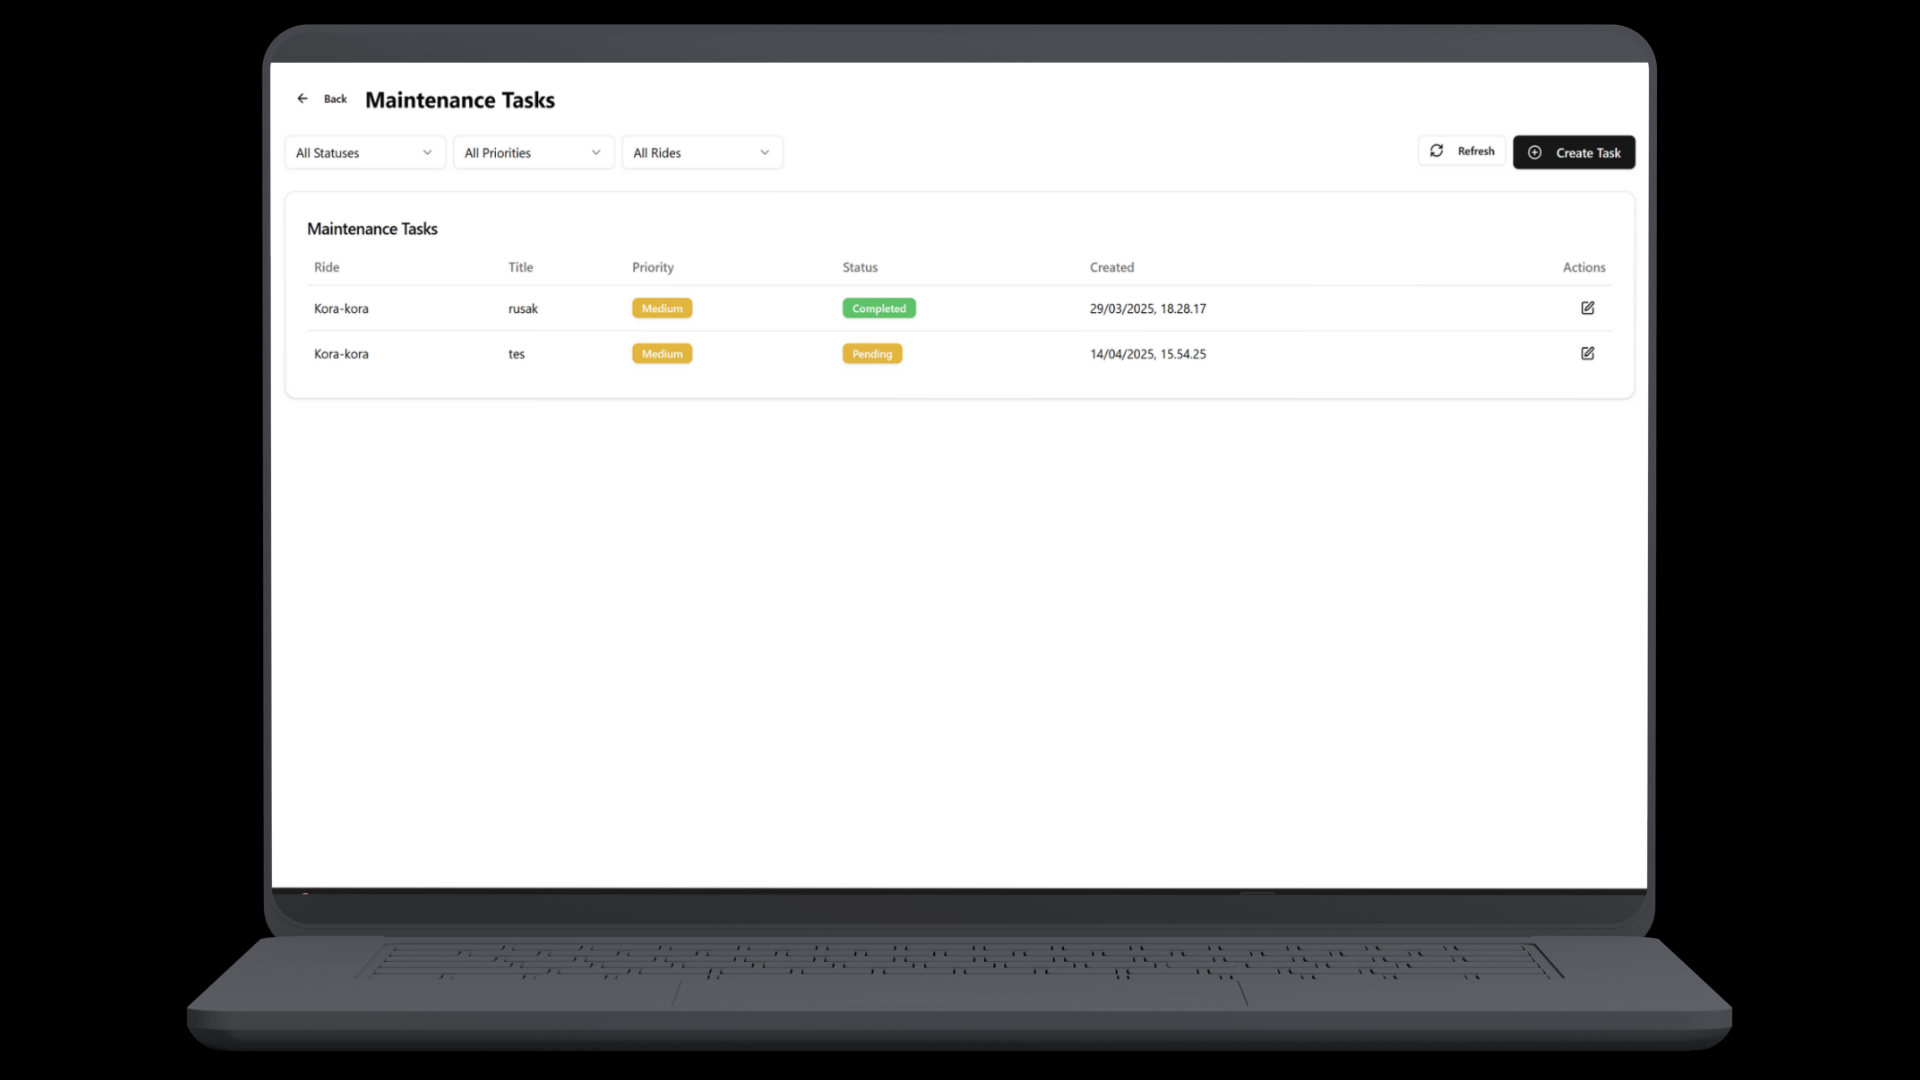 Back Maintenance Tasks
All Statuses All Priorities All Rides Refresh Create Task
Maintenance Tasks
Ride Title Priority Status Created Actions
Kora-kora rusak Medium Completed 29/03/2025, 18.28.17
Kora-kora tes Medium Pending 14/04/2025, 15.54.25